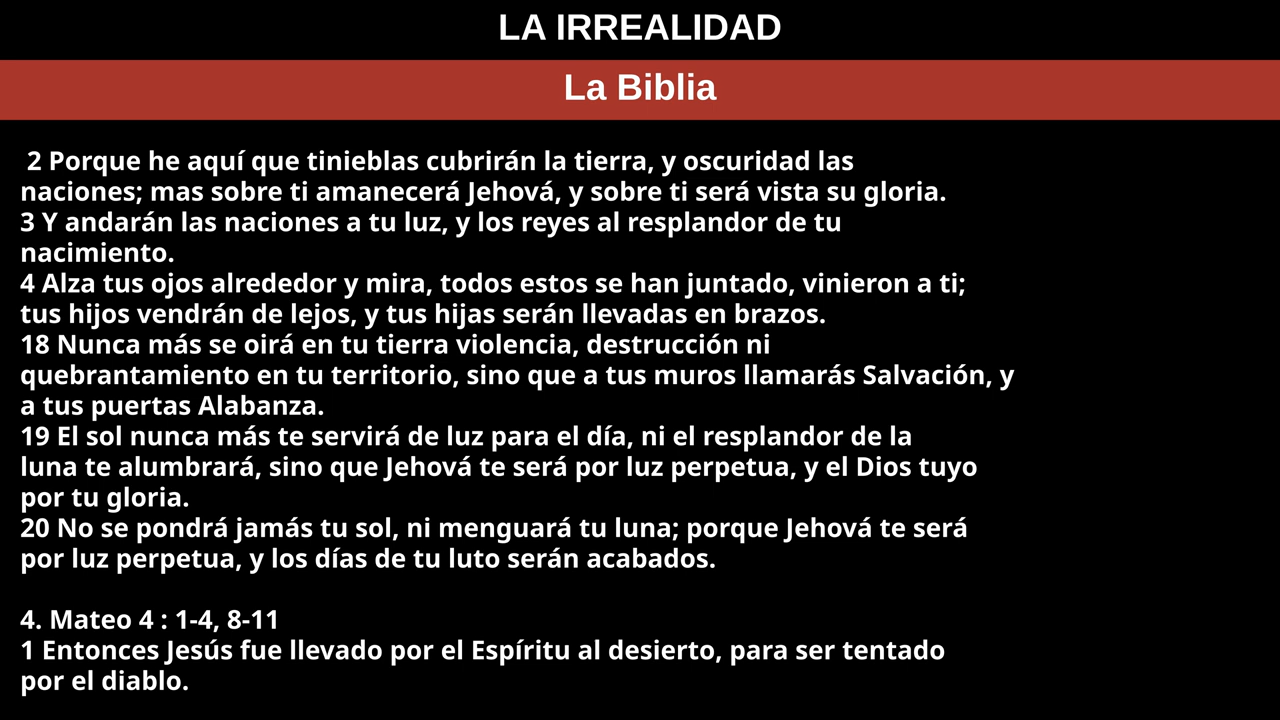 LA IRREALIDAD
La Biblia
2 Porque he aquí que tinieblas cubrirán la tierra, y oscuridad las
naciones; mas sobre ti amanecerá Jehová, y sobre ti será vista su gloria.
3 Y andarán las naciones a tu luz, y los reyes al resplandor de tu
nacimiento.
4 Alza tus ojos alrededor y mira, todos estos se han juntado, vinieron a ti;
tus hijos vendrán de lejos, y tus hijas serán llevadas en brazos.
18 Nunca más se oirá en tu tierra violencia, destrucción ni
quebrantamiento en tu territorio, sino que a tus muros llamarás Salvación, y
a tus puertas Alabanza.
19 El sol nunca más te servirá de luz para el día, ni el resplandor de la
luna te alumbrará, sino que Jehová te será por luz perpetua, y el Dios tuyo
por tu gloria.
20 No se pondrá jamás tu sol, ni menguará tu luna; porque Jehová te será
por luz perpetua, y los días de tu luto serán acabados.
4. Mateo 4 : 1-4, 8-11
1 Entonces Jesús fue llevado por el Espíritu al desierto, para ser tentado
por el diablo.